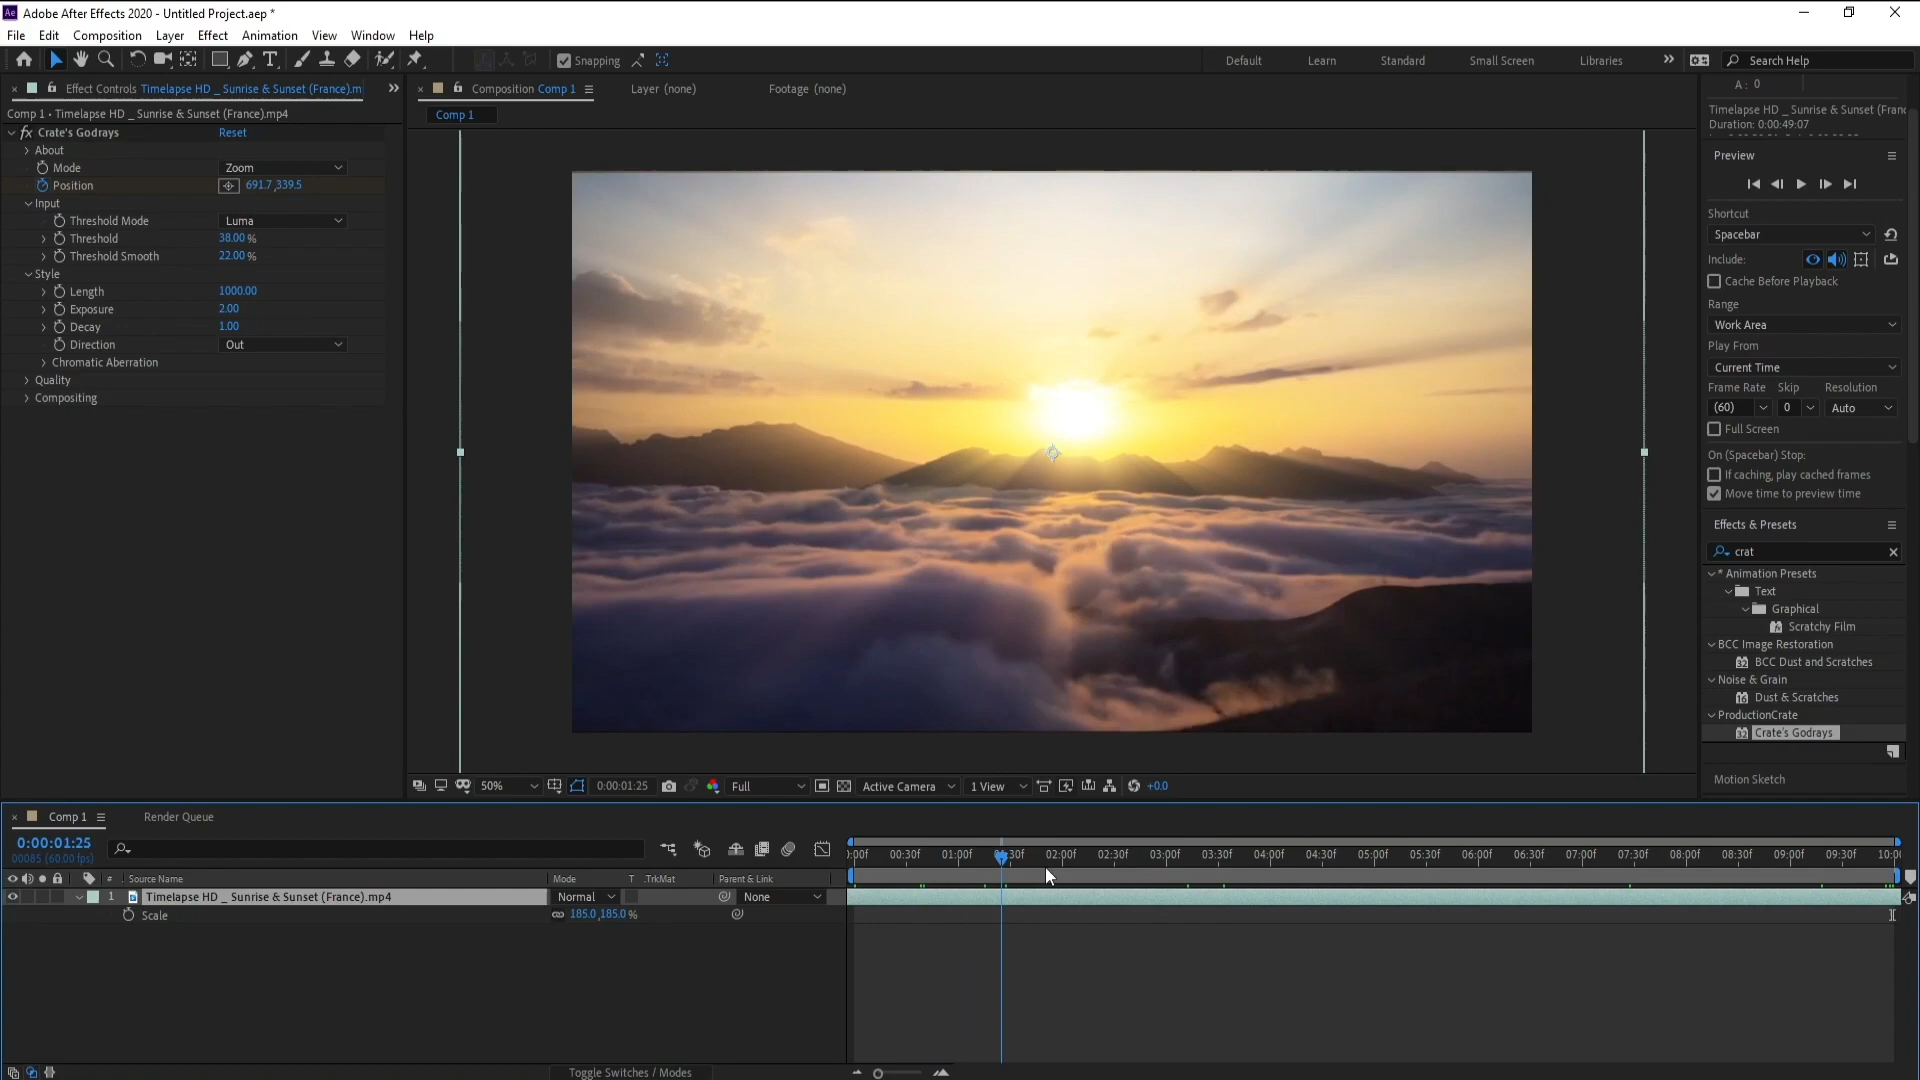 Adobe After Effects 2020 - Untitled Project.aep *
File Edit Composition Layer Effect Animation View Window Help
Snapping
Default Learn Standard Small Screen Libraries Search Help
Effect Controls Timelapse HD _ Sunrise & Sunset (France).m
Comp 1 • Timelapse HD _ Sunrise & Sunset (France).mp4
fx Crate's Godrays Reset
About
Mode Zoom
Position 691.7,339.5
Input
Threshold Mode Luma
Threshold 38.00 %
Threshold Smooth 22.00 %
Style
Length 1000.00
Exposure 2.00
Decay 1.00
Direction Out
Chromatic Aberration
Quality
Compositing
Composition Comp 1 Layer (none) Footage (none)
Comp 1
50% 0:00:01:25 Full Active Camera 1 View +0.0
A : 0
Timelapse HD _ Sunrise & Sunset (Franc
Duration: 0:00:49:07
Preview
Shortcut
Spacebar
Include:
Cache Before Playback
Range
Work Area
Play From
Current Time
Frame Rate Skip Resolution
(60) 0 Auto
Full Screen
On (Spacebar) Stop:
If caching, play cached frames
Move time to preview time
Effects & Presets
crat
* Animation Presets
Text
Graphical
Scratchy Film
BCC Image Restoration
32 BCC Dust and Scratches
Noise & Grain
16 Dust & Scratches
ProductionCrate
32 Crate's Godrays
Motion Sketch
Comp 1 Render Queue
0:00:01:25
00085 (60.00 fps)
:00f 00:30f 01:00f 01:30f 02:00f 02:30f 03:00f 03:30f 04:00f 04:30f 05:00f 05:30f 06:00f 06:30f 07:00f 07:30f 08:00f 08:30f 09:00f 09:30f 10:0
# Source Name Mode T .TrkMat Parent & Link
1 Timelapse HD _ Sunrise & Sunset (France).mp4 Normal None
Scale 185.0,185.0 %
Toggle Switches / Modes